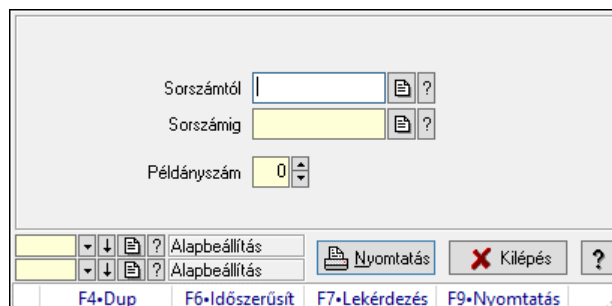 Sorszámtól ?
Sorszámig ?
Példányszám 0
? Alapbeállítás Nyomtatás Kilépés ?
? Alapbeállítás
F4•Dup F6•Időszerűsít F7•Lekérdezés F9•Nyomtatás